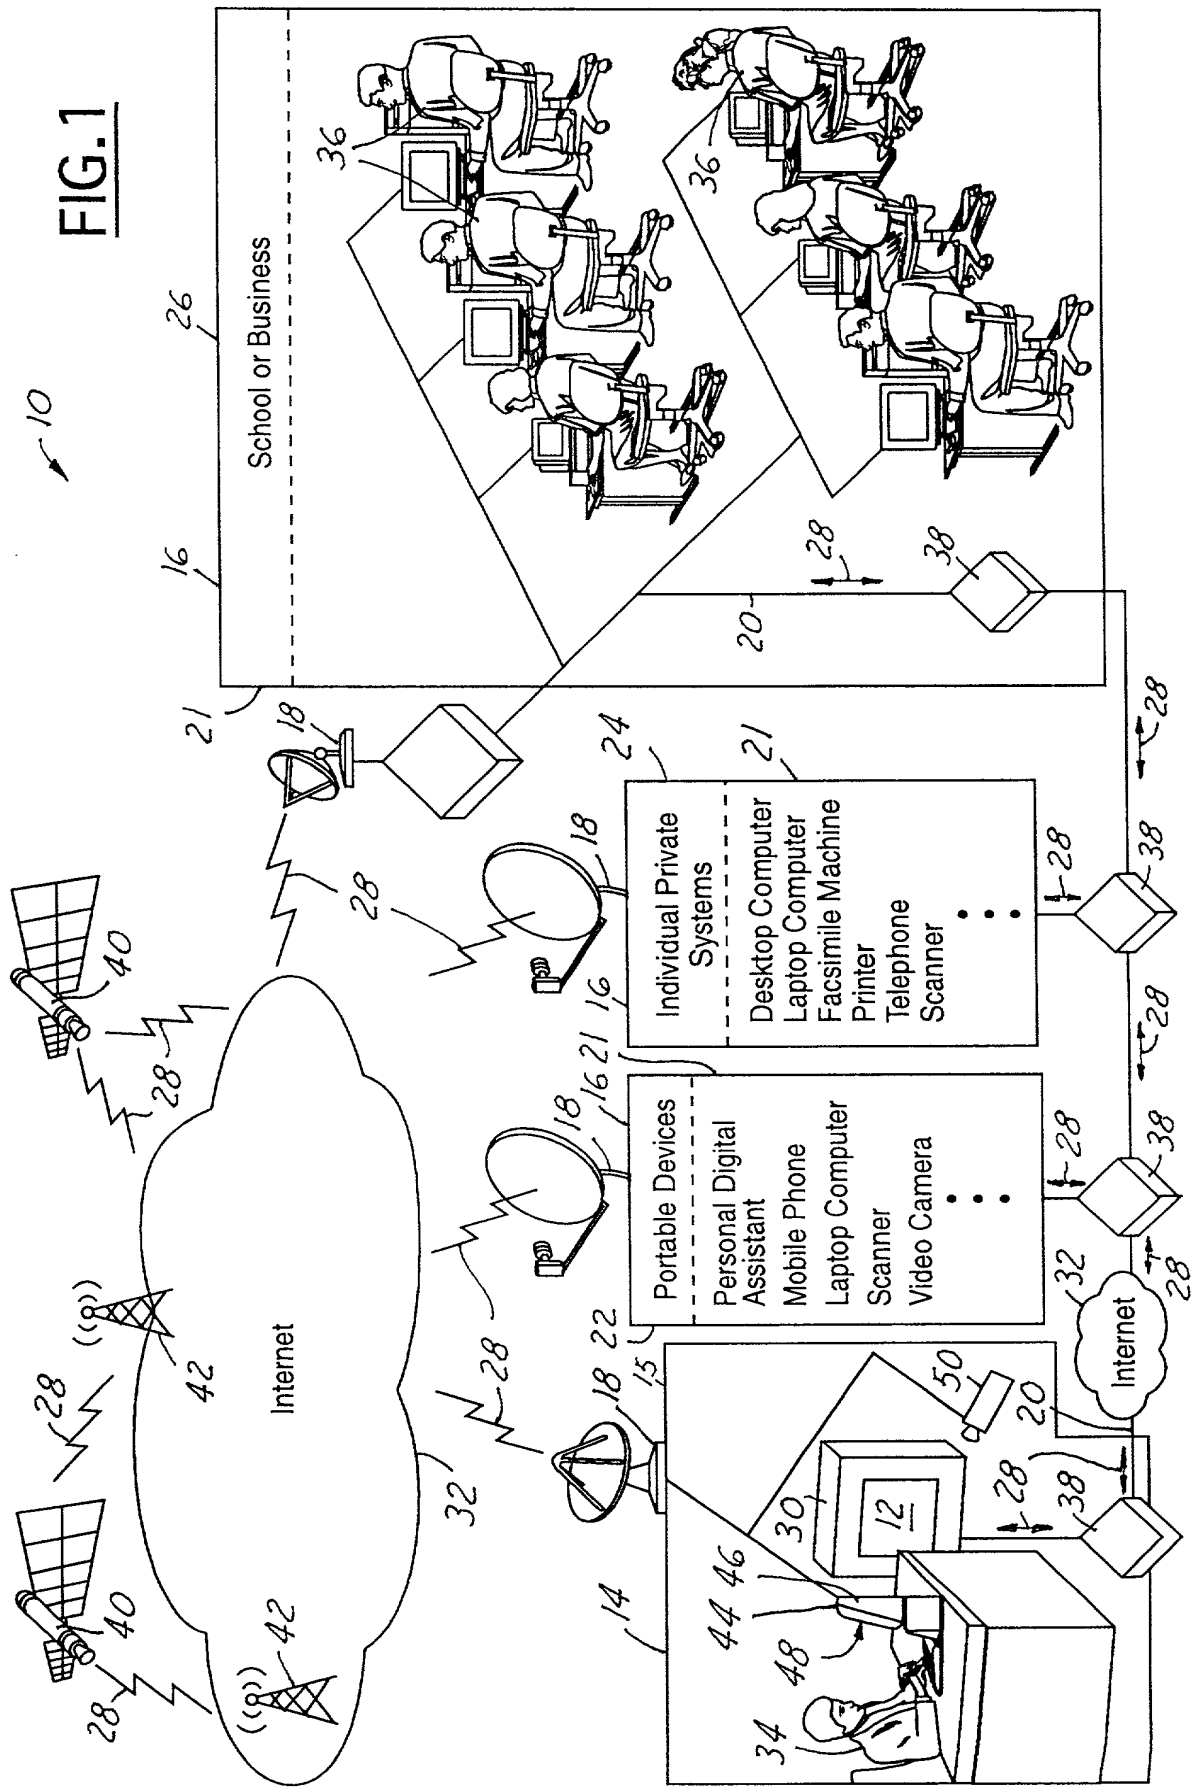 FIG.1
10
16
26
School or Business
36
36
21
18
28
20
38
28
28
40
28
28
42
28
40
28
42
Internet
32
28
28
18
24
16
Individual Private
Systems
21
Desktop Computer
Laptop Computer
Facsimile Machine
Printer
Telephone
Scanner
28
38
28
18
16
21
22
Portable Devices
Personal Digital
Assistant
Mobile Phone
Laptop Computer
Scanner
Video Camera
28
38
28
32
Internet
20
14
15
18
30
12
50
28
28
38
44
46
48
34